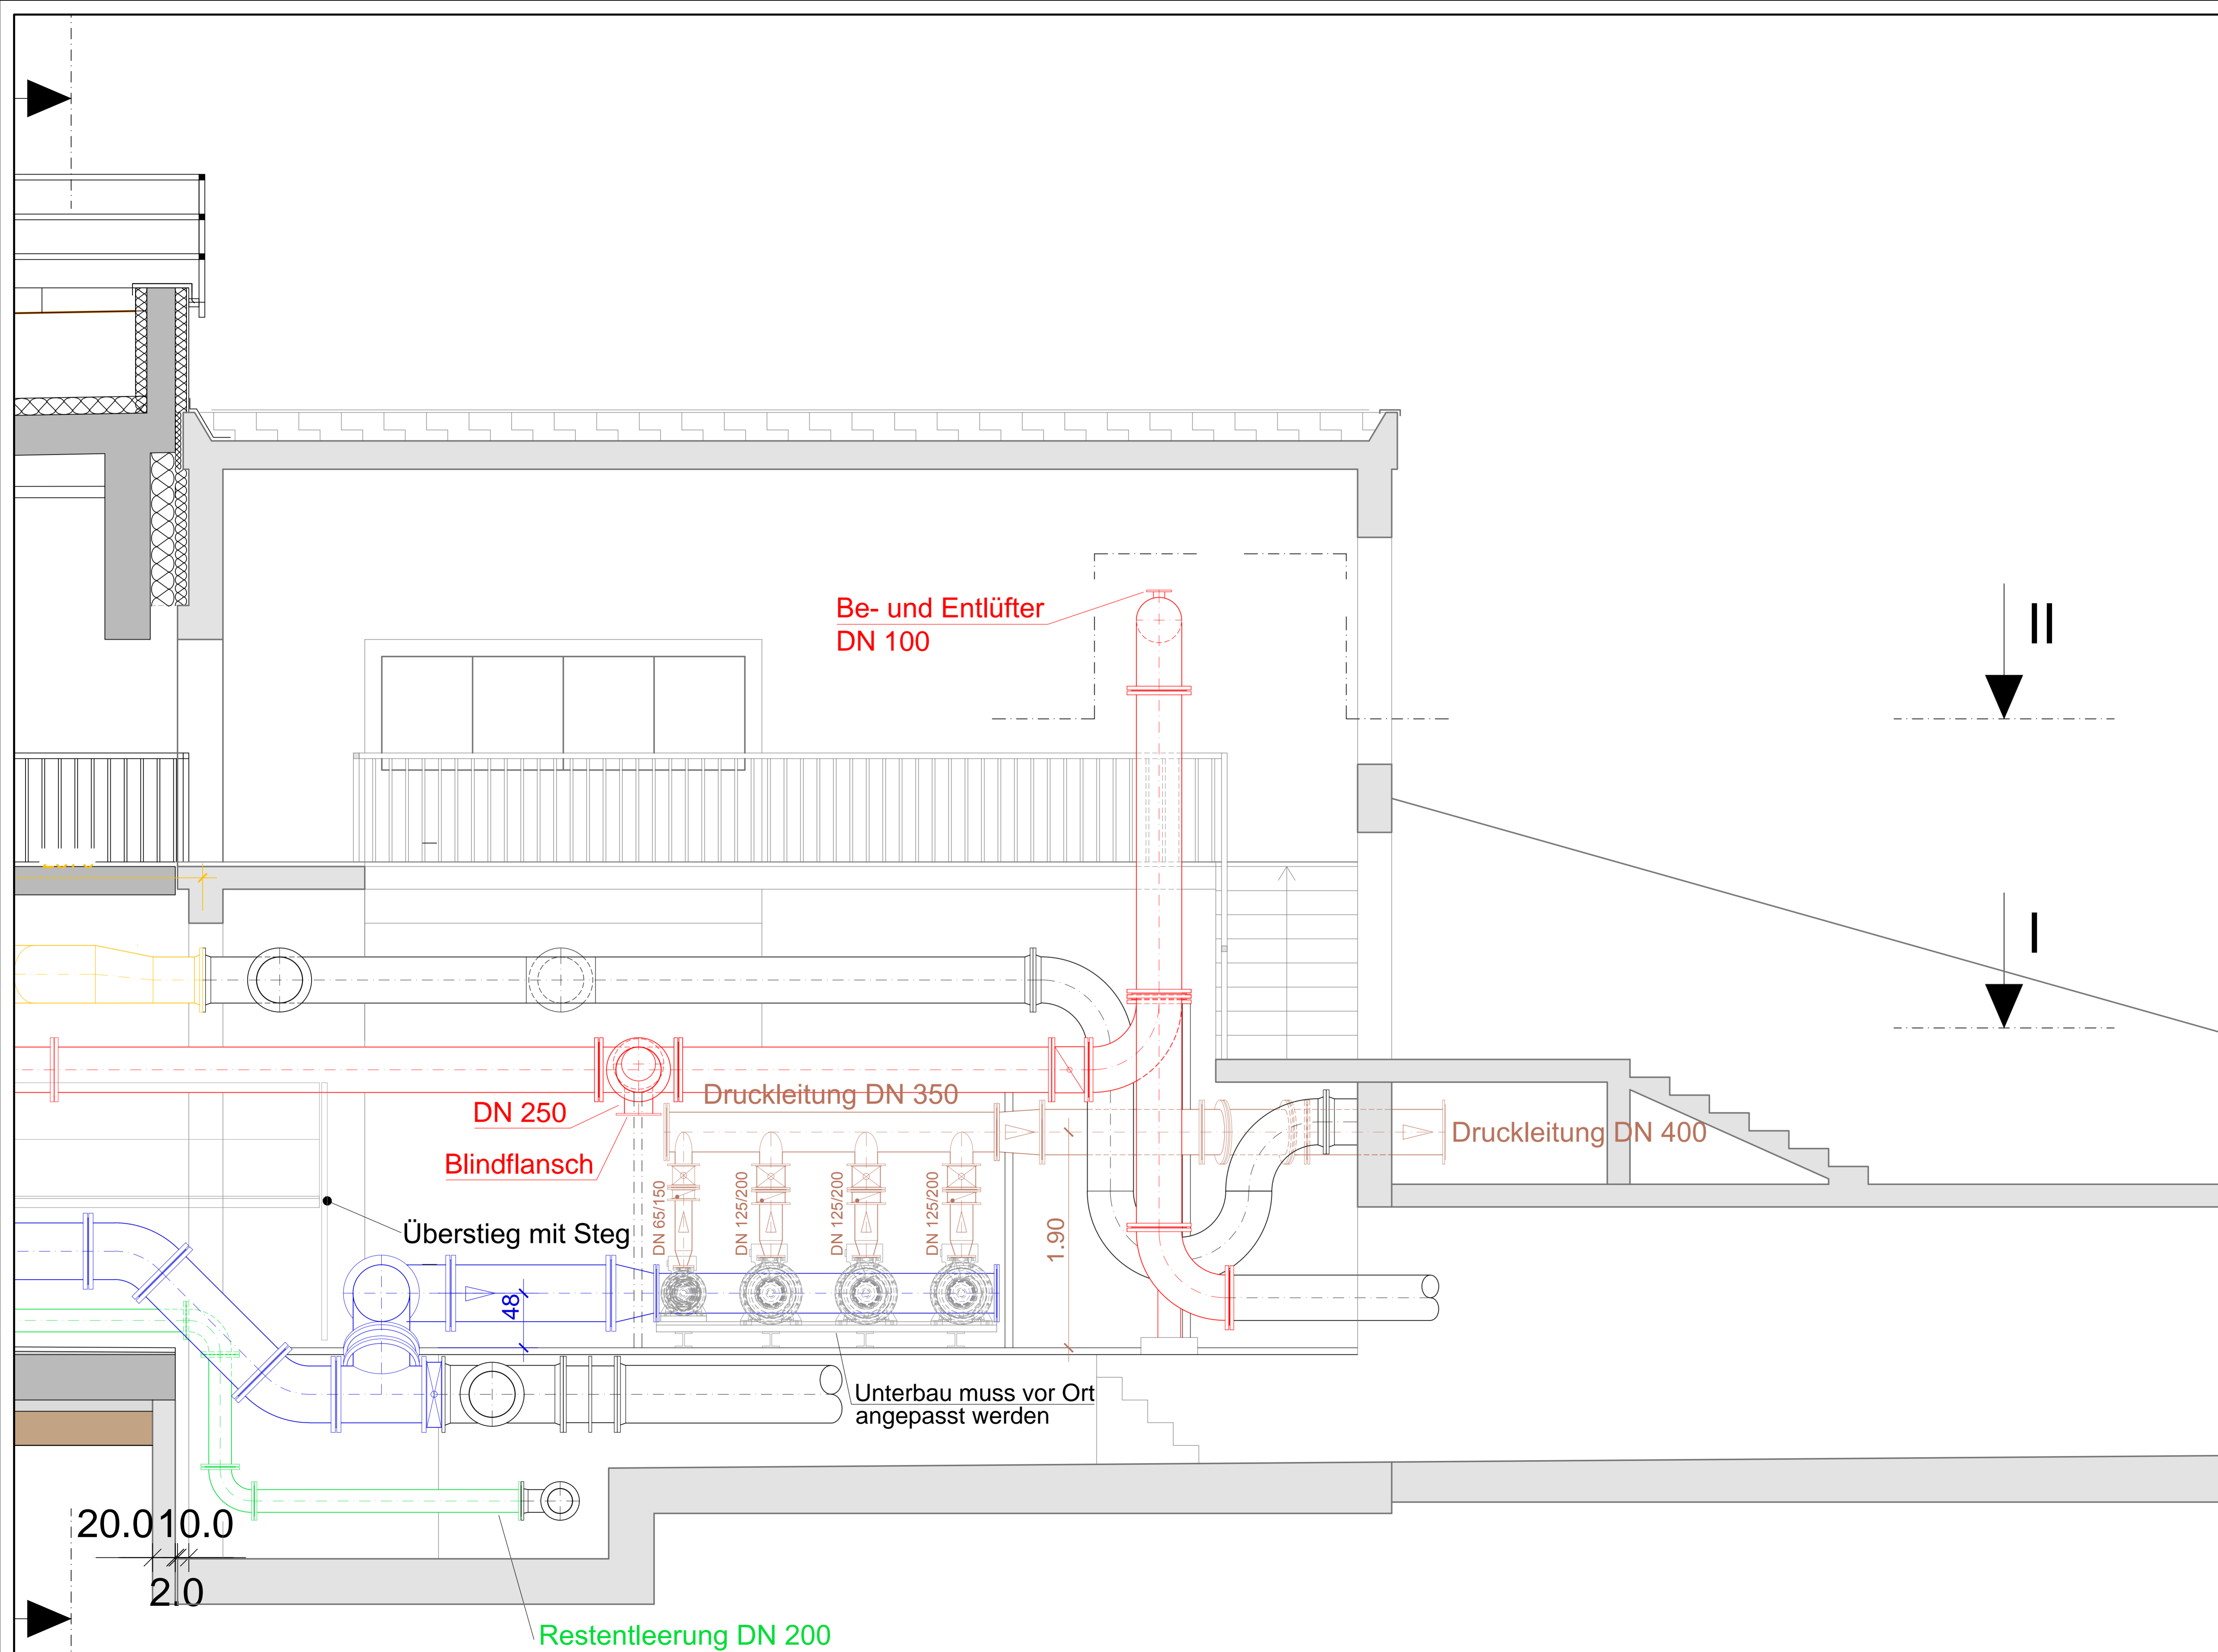 Be- und Entlüfter
DN 100
II
I
Druckleitung DN 350
DN 250
Druckleitung DN 400
Blindflansch
DN 65/150
DN 125/200
DN 125/200
DN 125/200
Überstieg mit Steg
1.90
48
Unterbau muss vor Ort
angepasst werden
20.0
10.0
2.0
Restentleerung DN 200